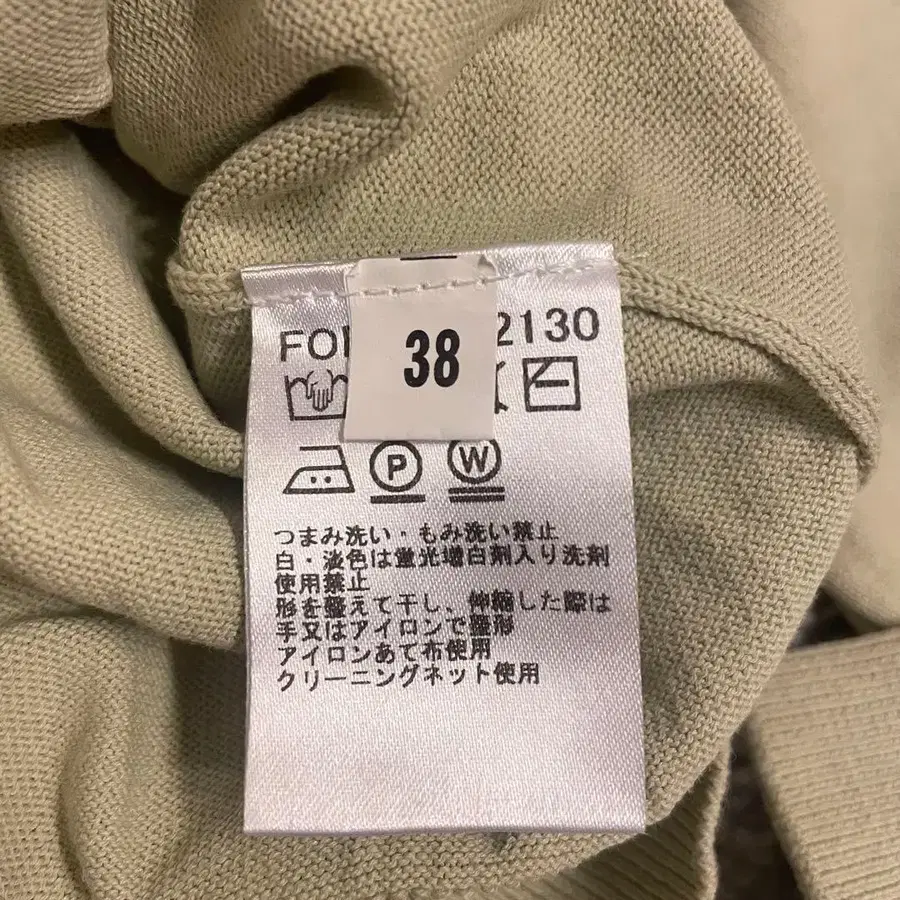 38
2130
P W
つまみ洗い・もみ洗い禁止
白・淡色は蛍光増白剤入り洗剤
使用禁止
形を整えて干し、伸縮した際は
手又はアイロンで整形
アイロンあて布使用
クリーニングネット使用